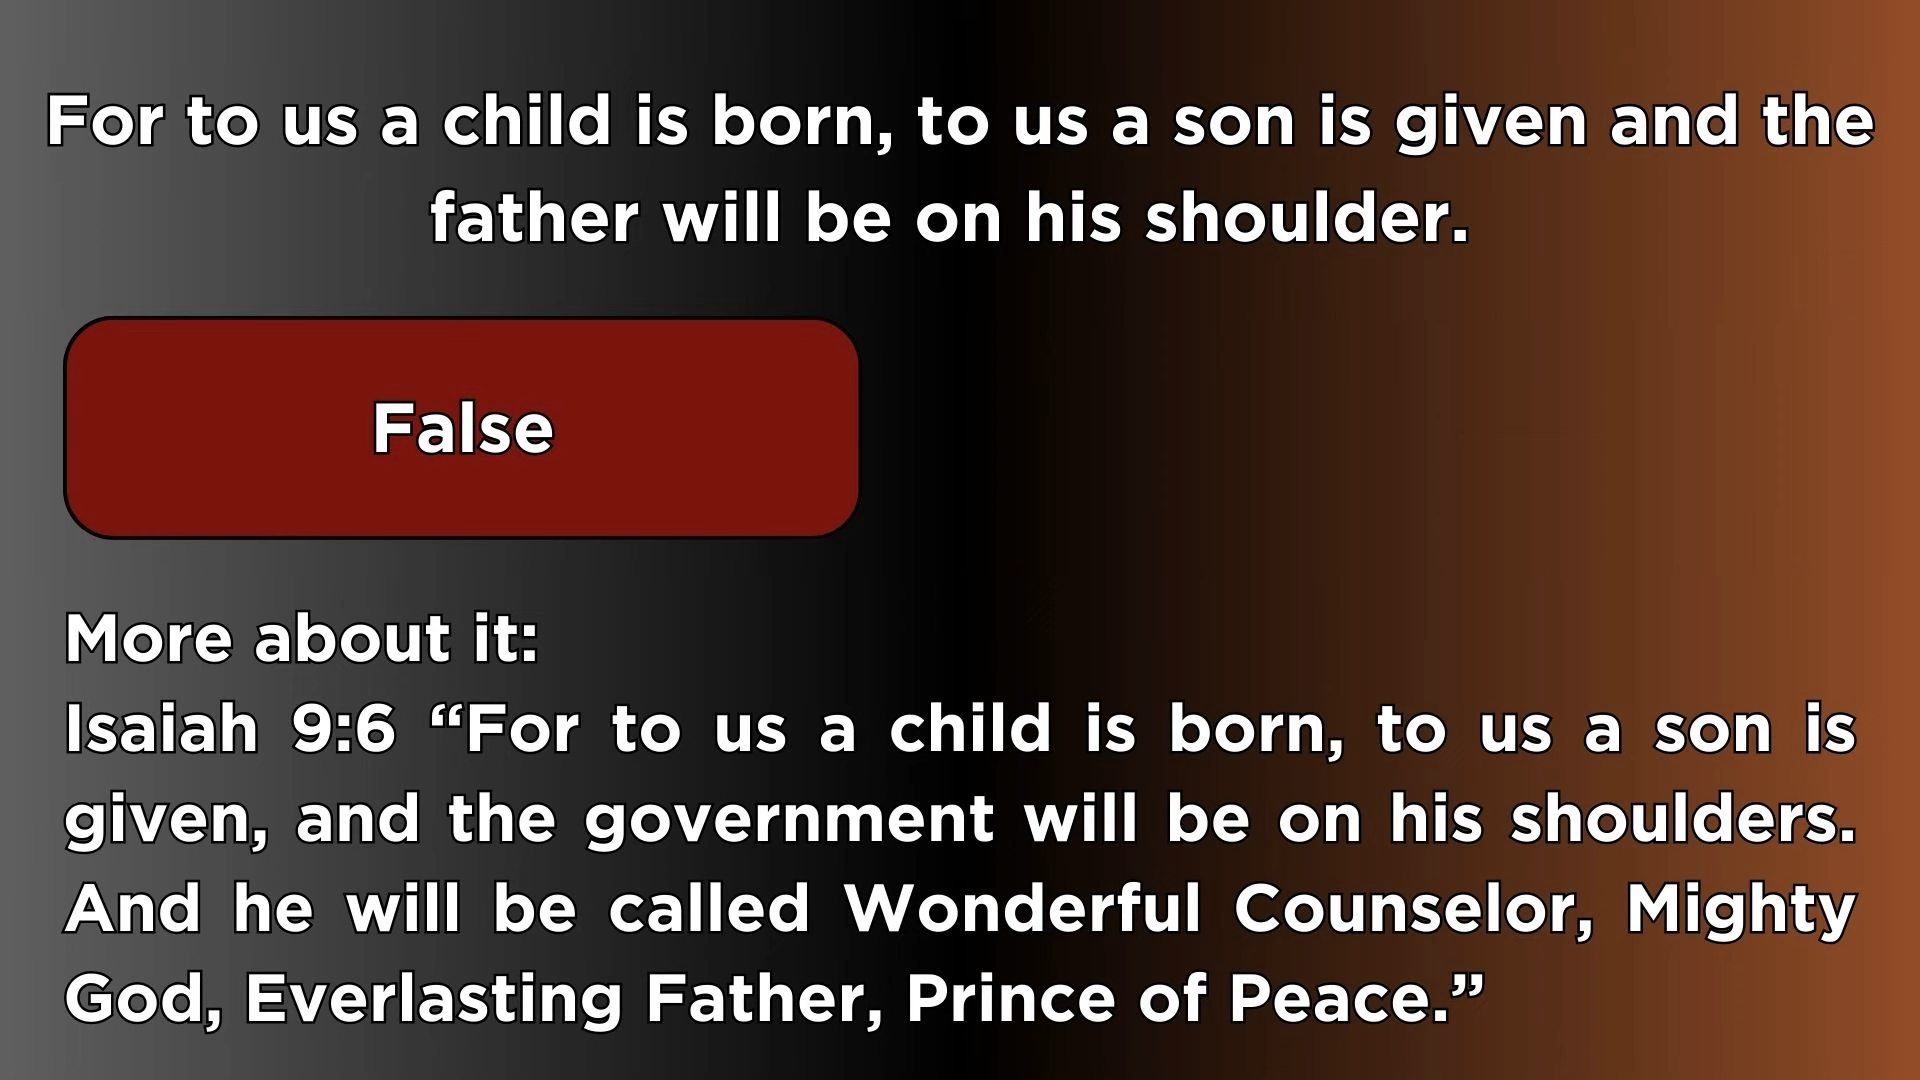 For to us a child is born, to us a son is given and the
father will be on his shoulder.
False
More about it:
Isaiah 9:6 “For to us a child is born, to us a son is
given, and the government will be on his shoulders.
And he will be called Wonderful Counselor, Mighty
God, Everlasting Father, Prince of Peace.”